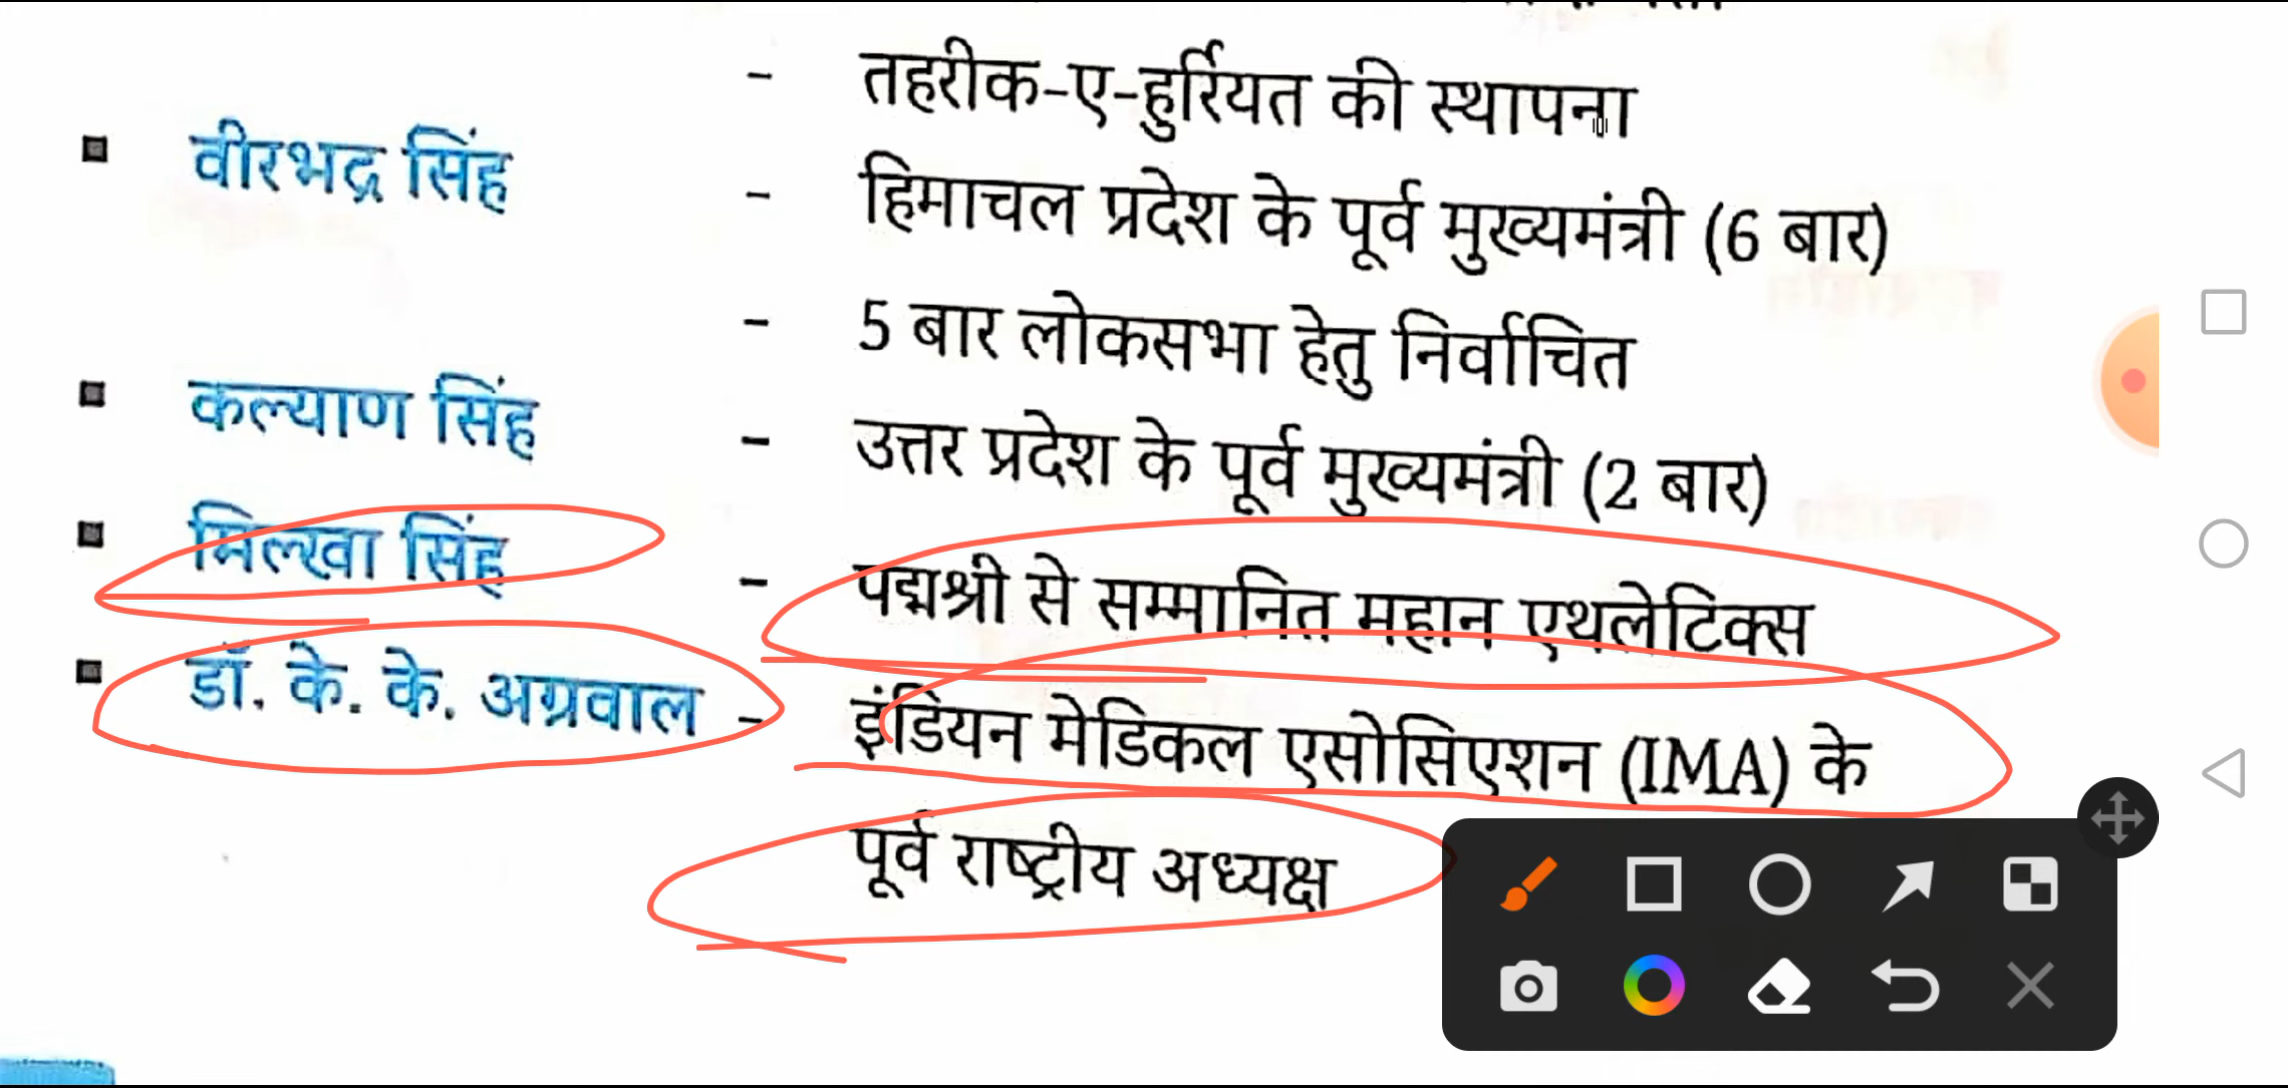 - तहरीक-ए-हुर्रियत की स्थापना
▪ वीरभद्र सिंह - हिमाचल प्रदेश के पूर्व मुख्यमंत्री (6 बार)
- 5 बार लोकसभा हेतु निर्वाचित
▪ कल्याण सिंह - उत्तर प्रदेश के पूर्व मुख्यमंत्री (2 बार)
▪ मिल्खा सिंह - पद्मश्री से सम्मानित महान एथलेटिक्स
▪ डॉ. के. के. अग्रवाल - इंडियन मेडिकल एसोसिएशन (IMA) के
पूर्व राष्ट्रीय अध्यक्ष